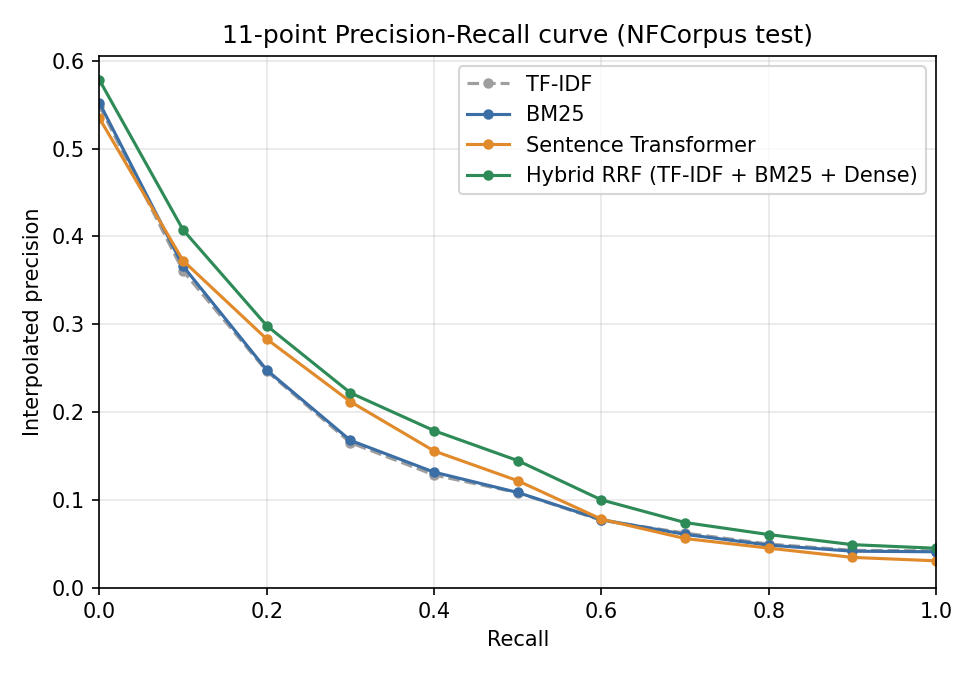 11-point Precision-Recall curve (NFCorpus test)
TF-IDF
BM25
Sentence Transformer
Hybrid RRF (TF-IDF + BM25 + Dense)
Interpolated precision
0.6
0.5
0.4
0.3
0.2
0.1
0.0
0.0 0.2 0.4 0.6 0.8 1.0
Recall